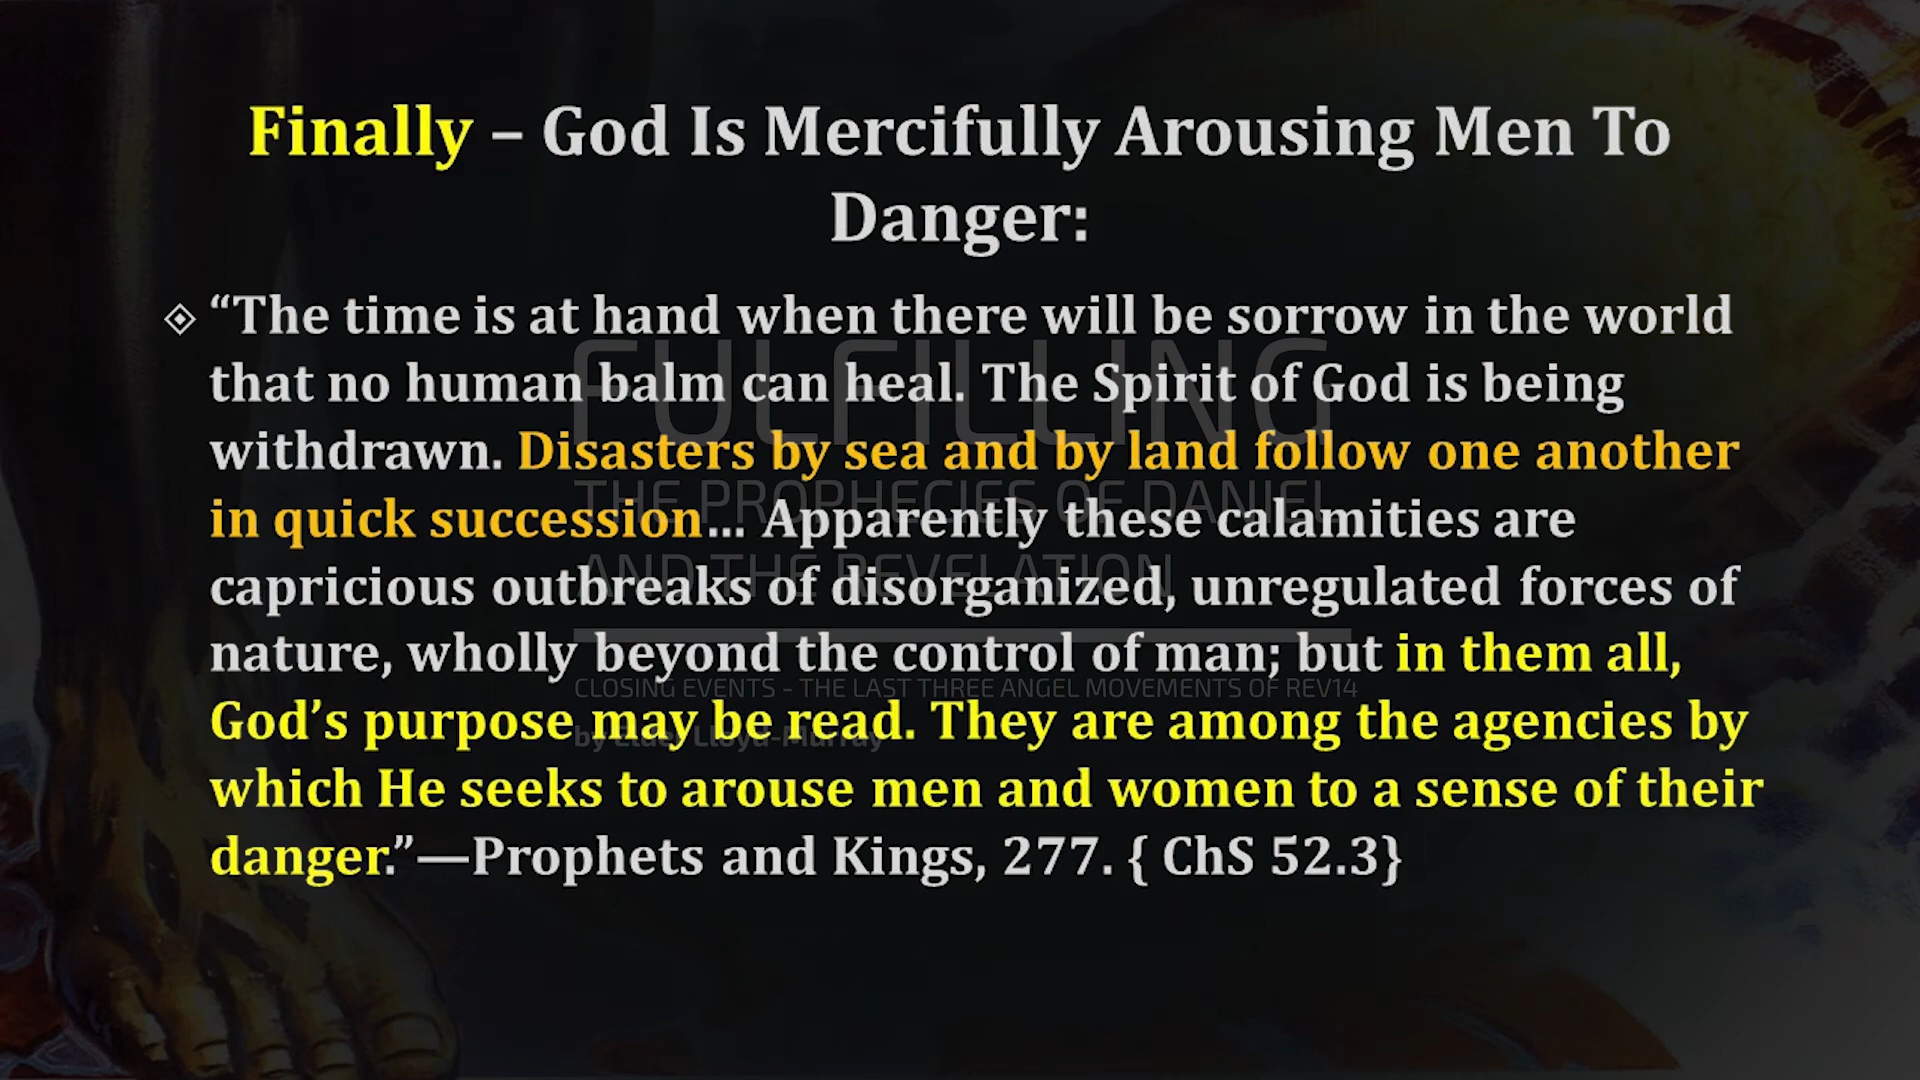 Finally – God Is Mercifully Arousing Men To
Danger:
“The time is at hand when there will be sorrow in the world
that no human balm can heal. The Spirit of God is being
withdrawn. Disasters by sea and by land follow one another
in quick succession… Apparently these calamities are
capricious outbreaks of disorganized, unregulated forces of
nature, wholly beyond the control of man; but in them all,
God’s purpose may be read. They are among the agencies by
which He seeks to arouse men and women to a sense of their
danger.”—Prophets and Kings, 277. { ChS 52.3}
FULFILLING
THE PROPHECIES OF DANIEL
AND THE REVELATION
CLOSING EVENTS - THE LAST THREE ANGEL MOVEMENTS OF REV14
by Elder Lloyd-Murray